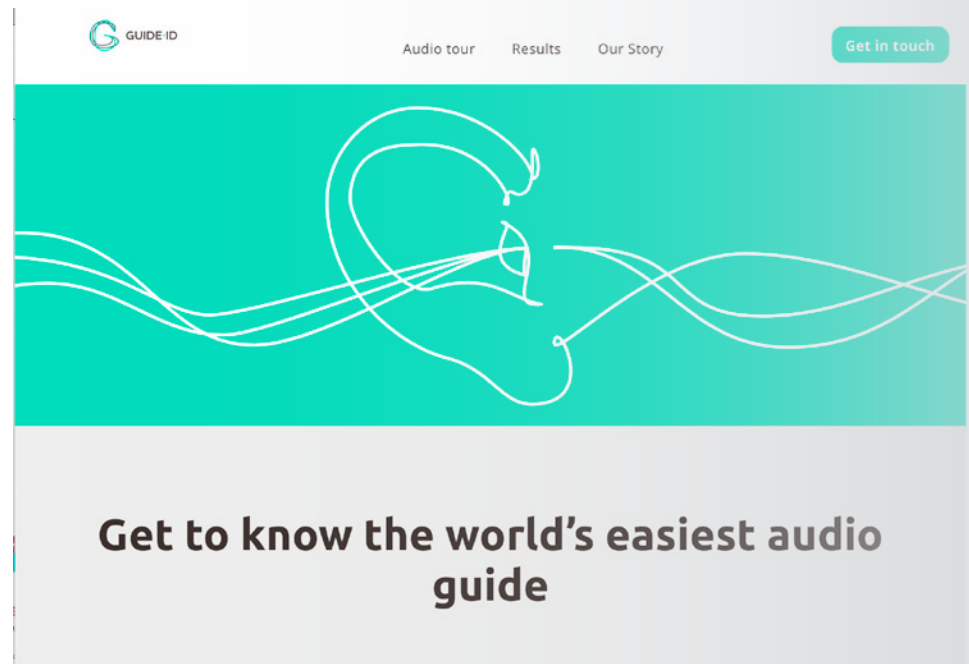 GUIDE·ID
Audio tour Results Our Story
Get in touch
Get to know the world’s easiest audio
guide